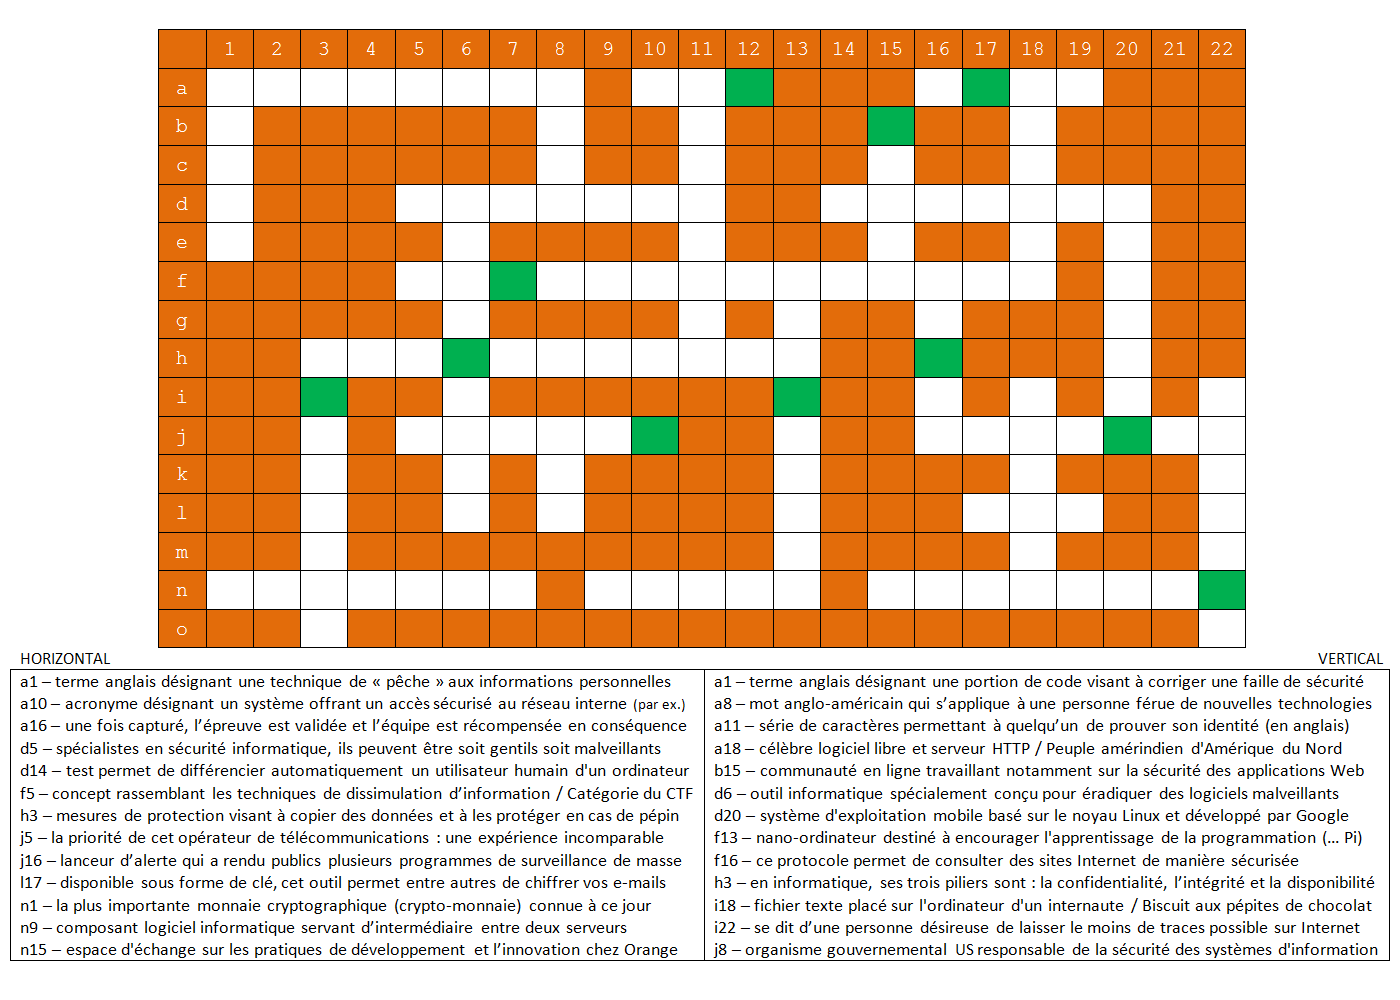 1 2 3 4 5 6 7 8 9 10 11 12 13 14 15 16 17 18 19 20 21 22
a
b
c
d
e
f
g
h
i
j
k
l
m
n
o
HORIZONTAL
a1 – terme anglais désignant une technique de « pêche » aux informations personnelles
a10 – acronyme désignant un système offrant un accès sécurisé au réseau interne (par ex.)
a16 – une fois capturé, l’épreuve est validée et l’équipe est récompensée en conséquence
d5 – spécialistes en sécurité informatique, ils peuvent être soit gentils soit malveillants
d14 – test permet de différencier automatiquement un utilisateur humain d'un ordinateur
f5 – concept rassemblant les techniques de dissimulation d’information / Catégorie du CTF
h3 – mesures de protection visant à copier des données et à les protéger en cas de pépin
j5 – la priorité de cet opérateur de télécommunications : une expérience incomparable
j16 – lanceur d’alerte qui a rendu publics plusieurs programmes de surveillance de masse
l17 – disponible sous forme de clé, cet outil permet entre autres de chiffrer vos e-mails
n1 – la plus importante monnaie cryptographique (crypto-monnaie) connue à ce jour
n9 – composant logiciel informatique servant d’intermédiaire entre deux serveurs
n15 – espace d'échange sur les pratiques de développement et l’innovation chez Orange
VERTICAL
a1 – terme anglais désignant une portion de code visant à corriger une faille de sécurité
a8 – mot anglo-américain qui s’applique à une personne férue de nouvelles technologies
a11 – série de caractères permettant à quelqu’un de prouver son identité (en anglais)
a18 – célèbre logiciel libre et serveur HTTP / Peuple amérindien d'Amérique du Nord
b15 – communauté en ligne travaillant notamment sur la sécurité des applications Web
d6 – outil informatique spécialement conçu pour éradiquer des logiciels malveillants
d20 – système d'exploitation mobile basé sur le noyau Linux et développé par Google
f13 – nano-ordinateur destiné à encourager l'apprentissage de la programmation (... Pi)
f16 – ce protocole permet de consulter des sites Internet de manière sécurisée
h3 – en informatique, ses trois piliers sont : la confidentialité, l’intégrité et la disponibilité
i18 – fichier texte placé sur l'ordinateur d'un internaute / Biscuit aux pépites de chocolat
i22 – se dit d’une personne désireuse de laisser le moins de traces possible sur Internet
j8 – organisme gouvernemental US responsable de la sécurité des systèmes d'information